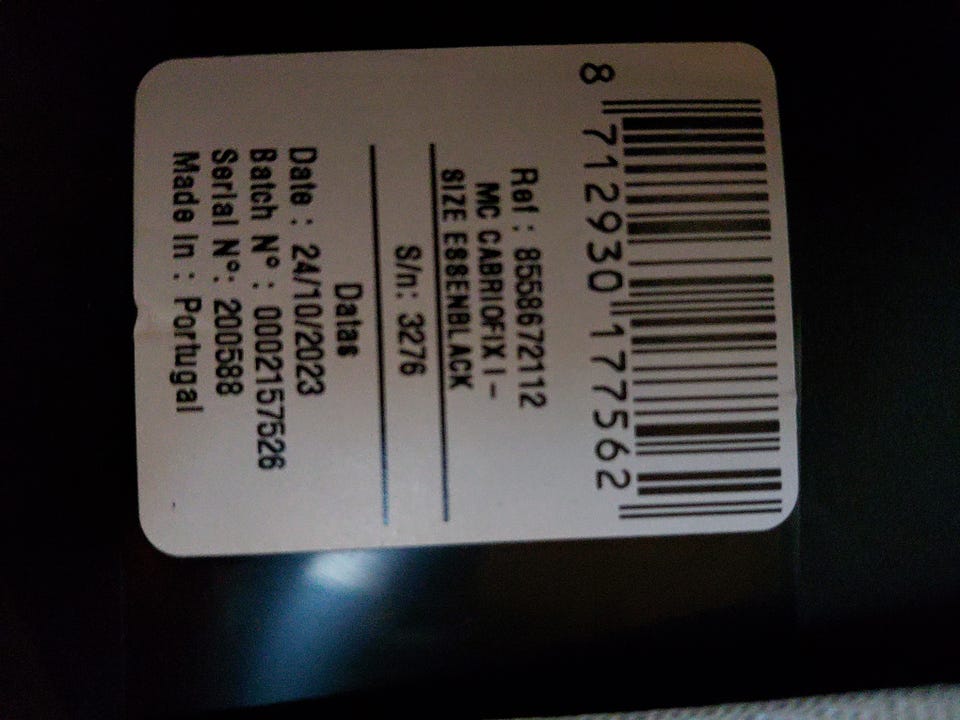 8 712930 177562
Ref : 8558672112
MC CABRIOFIX I -
SIZE ESSENBLACK
S/n: 3276
Datas
Date : 24/10/2023
Batch N° : 0002157526
Serial N°: 200588
Made In : Portugal